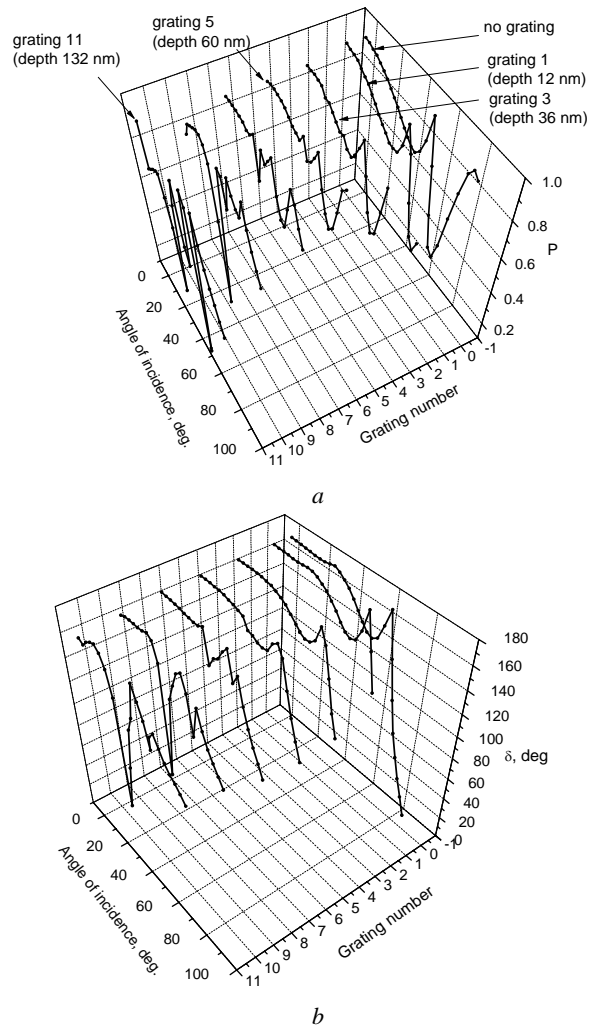 grating 11
(depth 132 nm)
grating 5
(depth 60 nm)
no grating
grating 1
(depth 12 nm)
grating 3
(depth 36 nm)
1.0
0.8
0.6
0.4
0.2
P
0
20
40
60
80
100
Angle of incidence, deg.
11 10 9 8 7 6 5 4 3 2 1 0 -1
Grating number
a
180
160
140
120
100
80
60
40
20
0
δ, deg
0
20
40
60
80
100
Angle of incidence, deg.
11 10 9 8 7 6 5 4 3 2 1 0 -1
Grating number
b